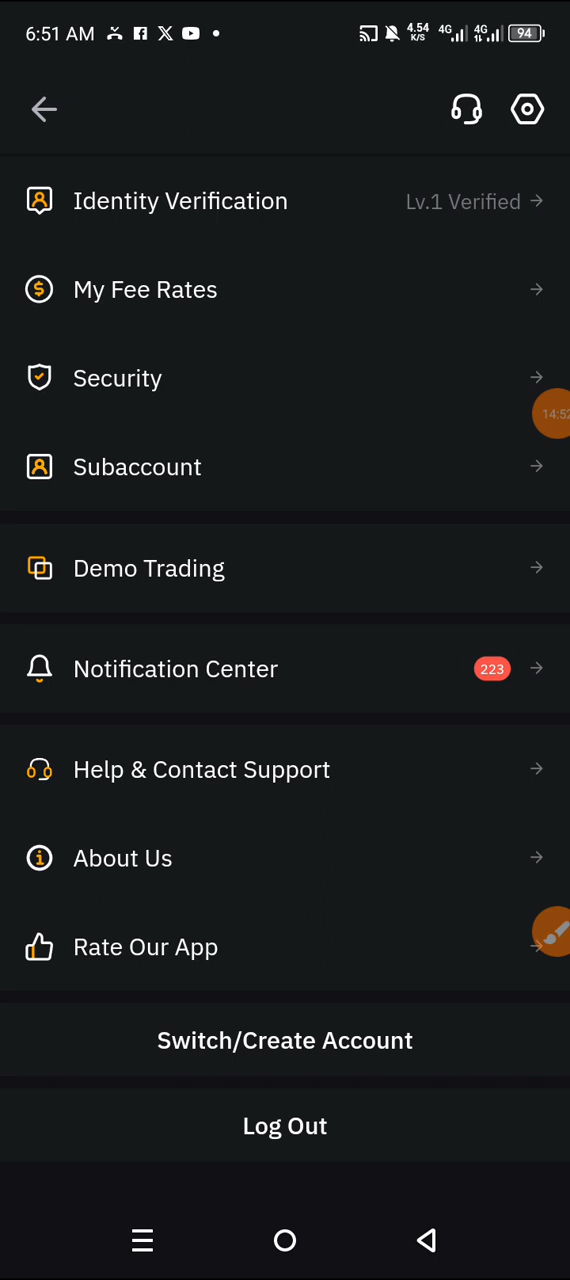 6:51 AM 4.54 K/S 4G 4G 94
Identity Verification Lv.1 Verified
My Fee Rates
Security
14:52
Subaccount
Demo Trading
Notification Center 223
Help & Contact Support
About Us
Rate Our App
Switch/Create Account
Log Out